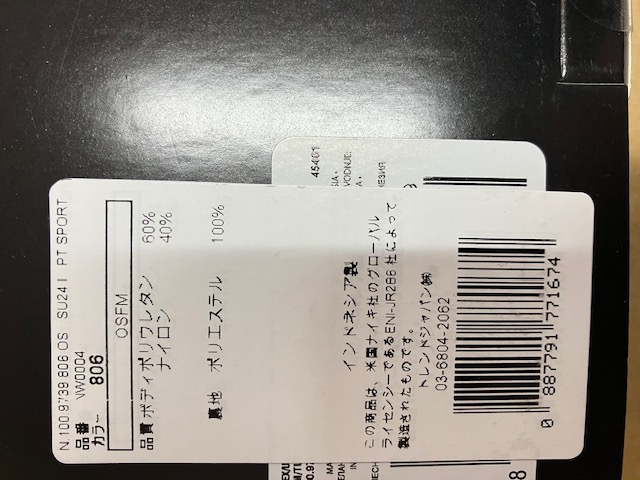 N.100.9739.806.OS SU24 I PT SPORT
品番 NW0004
カラー 806
OSFM
品質 ボディ ポリウレタン 60%
ナイロン 40%
裏地 ポリエステル 100%
インドネシア製
この商品は、米国ナイキ社のグローバル
ライセンシーであるENI-JR286 社によって
製造されたものです。
トレンドジャパン㈱
03-6804-2062
0 887791 771674
45401
VODKIJE:
8